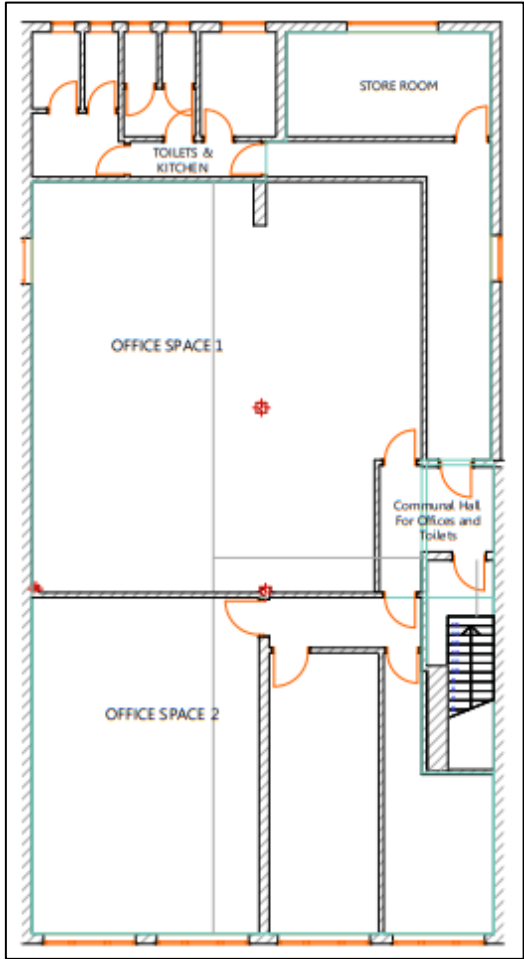 STORE ROOM
TOILETS &
KITCHEN
OFFICE SPACE 1
Communal Hall
For Offices and
Toilets
OFFICE SPACE 2